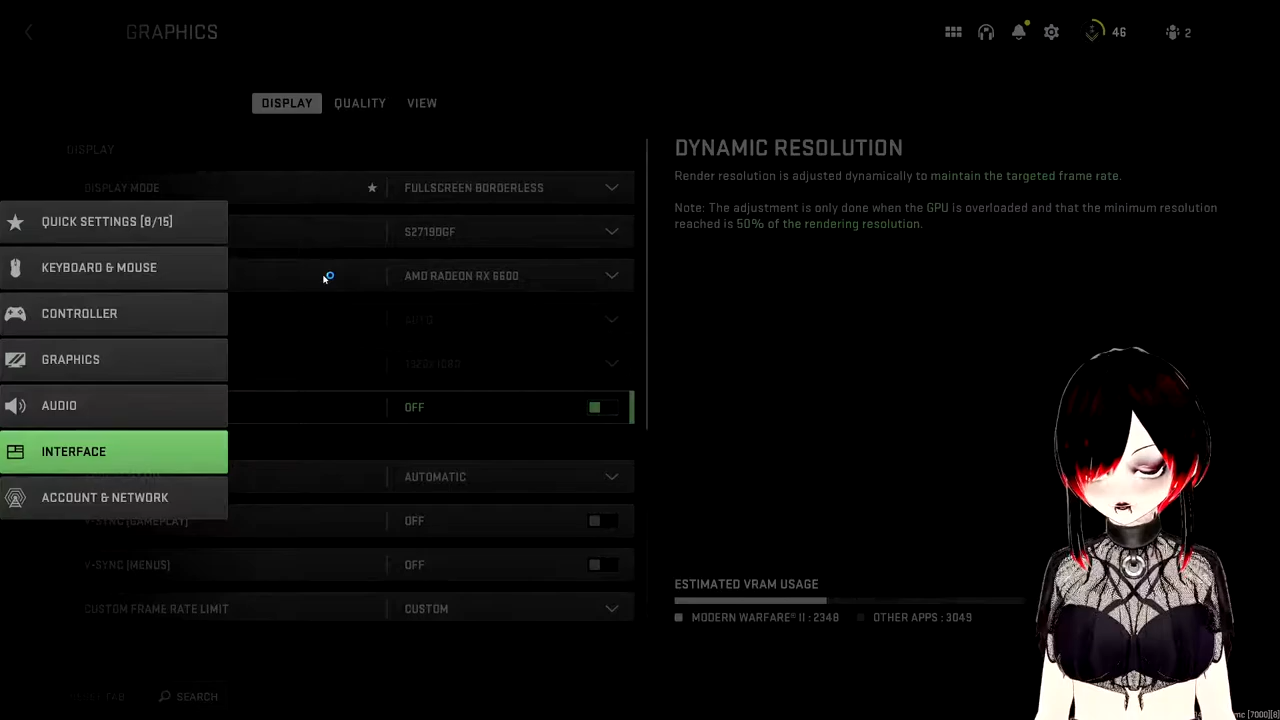 GRAPHICS
46
2
DISPLAY
QUALITY
VIEW
DISPLAY
DISPLAY MODE
FULLSCREEN BORDERLESS
S2719DGF
AMD RADEON RX 6600
AUTO
1920X1080
OFF
AUTOMATIC
V-SYNC (GAMEPLAY)
OFF
V-SYNC (MENUS)
OFF
CUSTOM FRAME RATE LIMIT
CUSTOM
QUICK SETTINGS [8/15]
KEYBOARD & MOUSE
CONTROLLER
GRAPHICS
AUDIO
INTERFACE
ACCOUNT & NETWORK
TAB
SEARCH
DYNAMIC RESOLUTION
Render resolution is adjusted dynamically to maintain the targeted frame rate.
Note: The adjustment is only done when the GPU is overloaded and that the minimum resolution
reached is 50% of the rendering resolution.
ESTIMATED VRAM USAGE
MODERN WARFARE® II : 2348
OTHER APPS : 3049